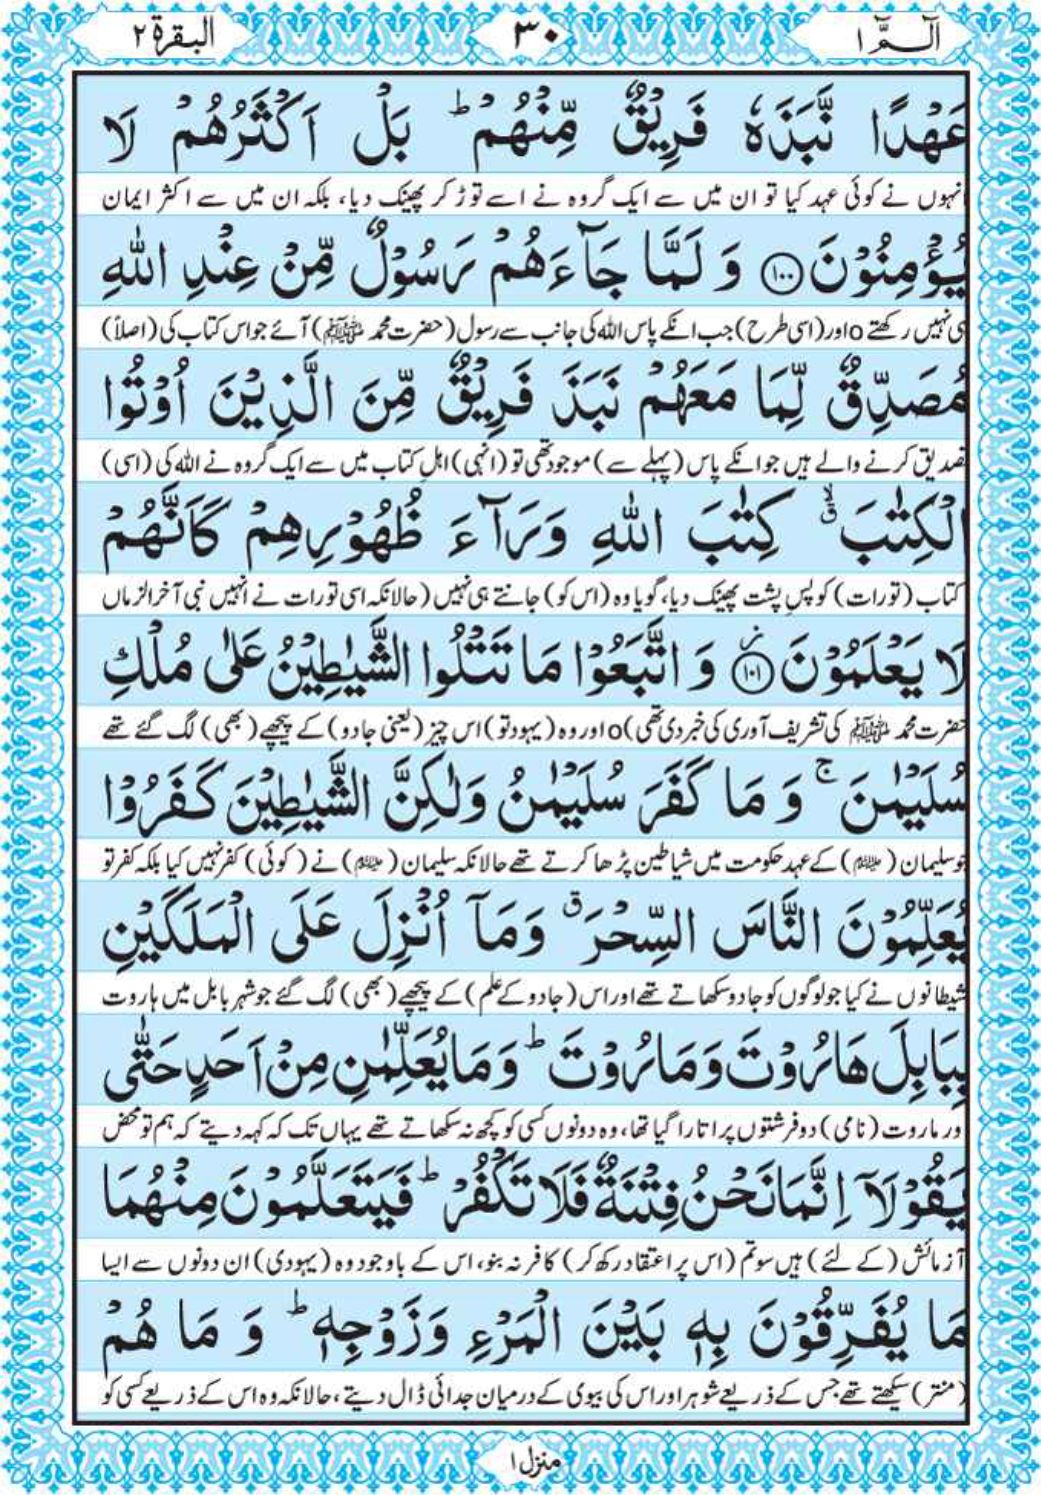 الٓمّٓ ١
٣٠
البقرة ٢
عَهْدًا نَّبَذَهٗ فَرِيْقٌ مِّنْهُمْ ؕ بَلْ اَكْثَرُهُمْ لَا
انہوں نے کوئی عہد کیا تو ان میں سے ایک گروہ نے اسے توڑ کر پھینک دیا، بلکہ ان میں سے اکثر ایمان
يُؤْمِنُوْنَ ﴿۱۰۰﴾ وَ لَمَّا جَآءَهُمْ رَسُوْلٌ مِّنْ عِنْدِ اللّٰهِ
ہی نہیں رکھتے o اور (اسی طرح) جب انکے پاس اللہ کی جانب سے رسول (حضرت محمد ﷺ) آئے جو اس کتاب کی (اصلاً)
مُصَدِّقٌ لِّمَا مَعَهُمْ نَبَذَ فَرِيْقٌ مِّنَ الَّذِيْنَ اُوْتُوا
تصدیق کرنے والے ہیں جو انکے پاس (پہلے سے) موجود تھی تو (انہی) اہلِ کتاب میں سے ایک گروہ نے اللہ کی (اسی)
الْكِتٰبَ ۙۗ كِتٰبَ اللّٰهِ وَرَآءَ ظُهُوْرِهِمْ كَاَنَّهُمْ
کتاب (تورات) کو پسِ پشت پھینک دیا، گویا وہ (اس کو) جانتے ہی نہیں (حالانکہ اسی تورات نے انہیں نبی آخرالزماں
لَا يَعْلَمُوْنَ ﴿۱۰۱﴾ وَ اتَّبَعُوْا مَا تَتْلُوا الشَّيٰطِيْنُ عَلٰى مُلْكِ
حضرت محمد ﷺ کی تشریف آوری کی خبر دی تھی) o اور وہ (یہود تو) اس چیز (یعنی جادو) کے پیچھے (بھی) لگ گئے تھے
سُلَيْمٰنَ ۚ وَ مَا كَفَرَ سُلَيْمٰنُ وَلٰكِنَّ الشَّيٰطِيْنَ كَفَرُوْا
جو سلیمان (علیہ السلام) کے عہد حکومت میں شیاطین پڑھا کرتے تھے حالانکہ سلیمان (علیہ السلام) نے (کوئی) کفر نہیں کیا بلکہ کفر تو
يُعَلِّمُوْنَ النَّاسَ السِّحْرَ ۗ وَمَآ اُنْزِلَ عَلَى الْمَلَكَيْنِ
شیطانوں نے کیا جو لوگوں کو جادو سکھاتے تھے اور اس (جادو کے علم) کے پیچھے (بھی) لگ گئے جو شہر بابل میں ہاروت
بِبَابِلَ هَارُوْتَ وَمَارُوْتَ ؕ وَمَا يُعَلِّمٰنِ مِنْ اَحَدٍ حَتّٰى
اور ماروت (نامی) دو فرشتوں پر اتارا گیا تھا، وہ دونوں کسی کو کچھ نہ سکھاتے تھے یہاں تک کہ کہہ دیتے کہ ہم تو محض
يَقُوْلَآ اِنَّمَا نَحْنُ فِتْنَةٌ فَلَا تَكْفُرْ ؕ فَيَتَعَلَّمُوْنَ مِنْهُمَا
آزمائش (کے لئے) ہیں سو تم (اس پر اعتقاد رکھ کر) کافر نہ بنو، اس کے باوجود وہ (یہودی) ان دونوں سے ایسا
مَا يُفَرِّقُوْنَ بِهٖ بَيْنَ الْمَرْءِ وَزَوْجِهٖ ؕ وَ مَا هُمْ
(منتر) سیکھتے تھے جس کے ذریعے شوہر اور اس کی بیوی کے درمیان جدائی ڈال دیتے، حالانکہ وہ اس کے ذریعے کسی کو
منزل ١